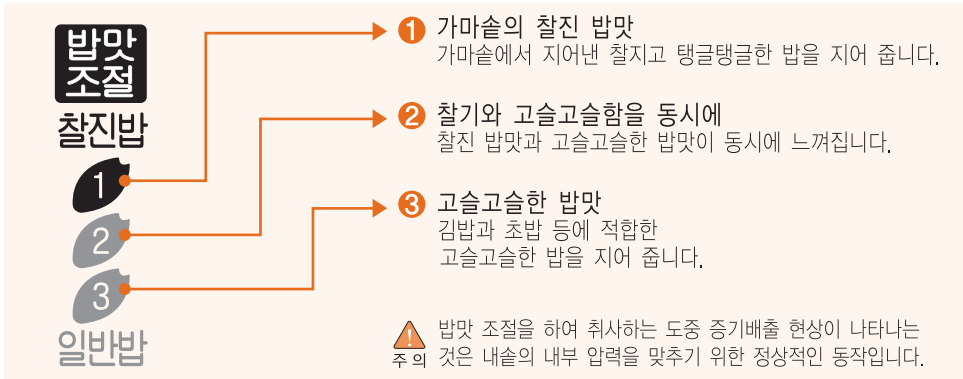 밥맛
조절
찰진밥
1
2
3
일반밥
1 가마솥의 찰진 밥맛
가마솥에서 지어낸 찰지고 탱글탱글한 밥을 지어 줍니다.
2 찰기와 고슬고슬함을 동시에
찰진 밥맛과 고슬고슬한 밥맛이 동시에 느껴집니다.
3 고슬고슬한 밥맛
김밥과 초밥 등에 적합한
고슬고슬한 밥을 지어 줍니다.
주의
밥맛 조절을 하여 취사하는 도중 증기배출 현상이 나타나는
것은 내솥의 내부 압력을 맞추기 위한 정상적인 동작입니다.